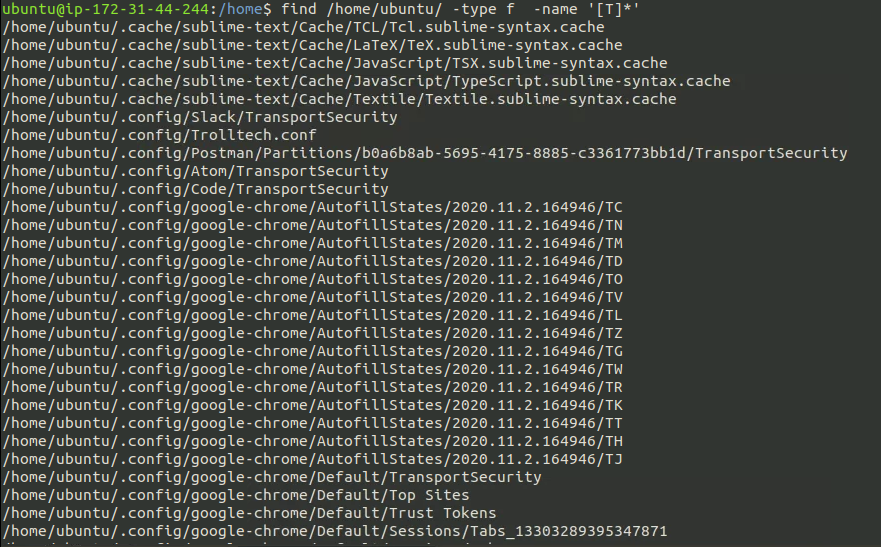 ubuntu@ip-172-31-44-244:/home$ find /home/ubuntu/ -type f  -name '[T]*'
/home/ubuntu/.cache/sublime-text/Cache/TCL/Tcl.sublime-syntax.cache
/home/ubuntu/.cache/sublime-text/Cache/LaTeX/TeX.sublime-syntax.cache
/home/ubuntu/.cache/sublime-text/Cache/JavaScript/TSX.sublime-syntax.cache
/home/ubuntu/.cache/sublime-text/Cache/JavaScript/TypeScript.sublime-syntax.cache
/home/ubuntu/.cache/sublime-text/Cache/Textile/Textile.sublime-syntax.cache
/home/ubuntu/.config/Slack/TransportSecurity
/home/ubuntu/.config/Trolltech.conf
/home/ubuntu/.config/Postman/Partitions/b0a6b8ab-5695-4175-8885-c3361773bb1d/TransportSecurity
/home/ubuntu/.config/Atom/TransportSecurity
/home/ubuntu/.config/Code/TransportSecurity
/home/ubuntu/.config/google-chrome/AutofillStates/2020.11.2.164946/TC
/home/ubuntu/.config/google-chrome/AutofillStates/2020.11.2.164946/TN
/home/ubuntu/.config/google-chrome/AutofillStates/2020.11.2.164946/TM
/home/ubuntu/.config/google-chrome/AutofillStates/2020.11.2.164946/TD
/home/ubuntu/.config/google-chrome/AutofillStates/2020.11.2.164946/TO
/home/ubuntu/.config/google-chrome/AutofillStates/2020.11.2.164946/TV
/home/ubuntu/.config/google-chrome/AutofillStates/2020.11.2.164946/TL
/home/ubuntu/.config/google-chrome/AutofillStates/2020.11.2.164946/TZ
/home/ubuntu/.config/google-chrome/AutofillStates/2020.11.2.164946/TG
/home/ubuntu/.config/google-chrome/AutofillStates/2020.11.2.164946/TW
/home/ubuntu/.config/google-chrome/AutofillStates/2020.11.2.164946/TR
/home/ubuntu/.config/google-chrome/AutofillStates/2020.11.2.164946/TK
/home/ubuntu/.config/google-chrome/AutofillStates/2020.11.2.164946/TT
/home/ubuntu/.config/google-chrome/AutofillStates/2020.11.2.164946/TH
/home/ubuntu/.config/google-chrome/AutofillStates/2020.11.2.164946/TJ
/home/ubuntu/.config/google-chrome/Default/TransportSecurity
/home/ubuntu/.config/google-chrome/Default/Top Sites
/home/ubuntu/.config/google-chrome/Default/Trust Tokens
/home/ubuntu/.config/google-chrome/Default/Sessions/Tabs_13303289395347871